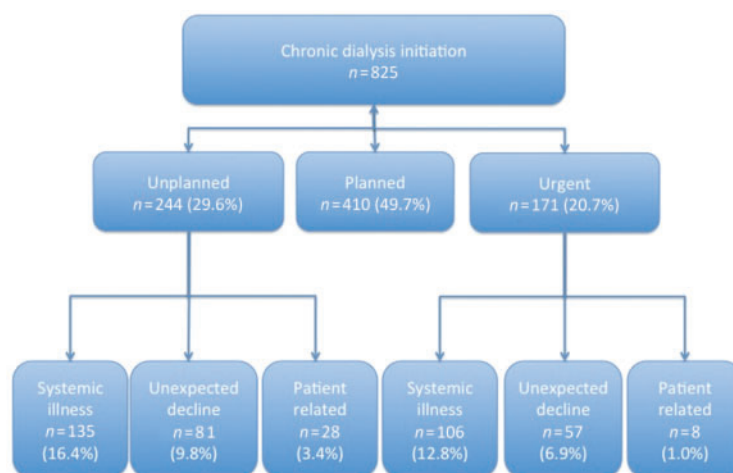 Chronic dialysis initiation
n=825
Unplanned
n=244 (29.6%)
Planned
n=410 (49.7%)
Urgent
n=171 (20.7%)
Systemic
illness
n=135
(16.4%)
Unexpected
decline
n=81
(9.8%)
Patient
related
n=28
(3.4%)
Systemic
illness
n=106
(12.8%)
Unexpected
decline
n=57
(6.9%)
Patient
related
n=8
(1.0%)